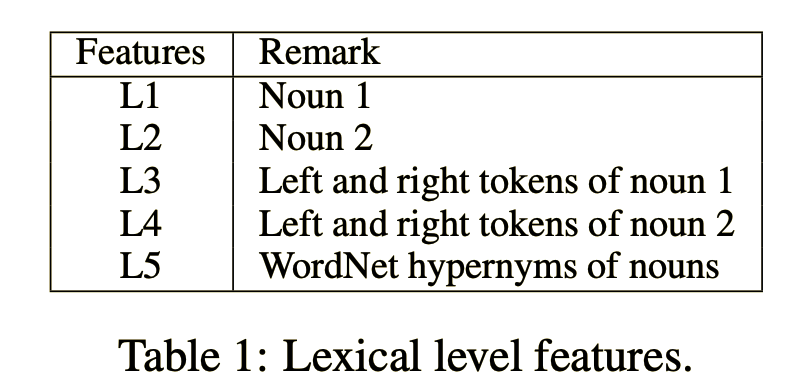 Features Remark
L1 Noun 1
L2 Noun 2
L3 Left and right tokens of noun 1
L4 Left and right tokens of noun 2
L5 WordNet hypernyms of nouns
Table 1: Lexical level features.